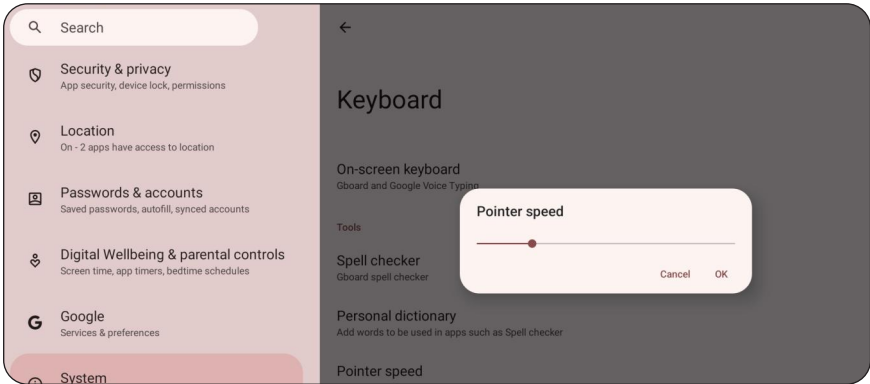 Search
Security & privacy
App security, device lock, permissions
Location
On - 2 apps have access to location
Passwords & accounts
Saved passwords, autofill, synced accounts
Digital Wellbeing & parental controls
Screen time, app timers, bedtime schedules
Google
Services & preferences
System
Keyboard
On-screen keyboard
Gboard and Google Voice Typing
Tools
Spell checker
Gboard spell checker
Personal dictionary
Add words to be used in apps such as Spell checker
Pointer speed
Pointer speed
Cancel OK